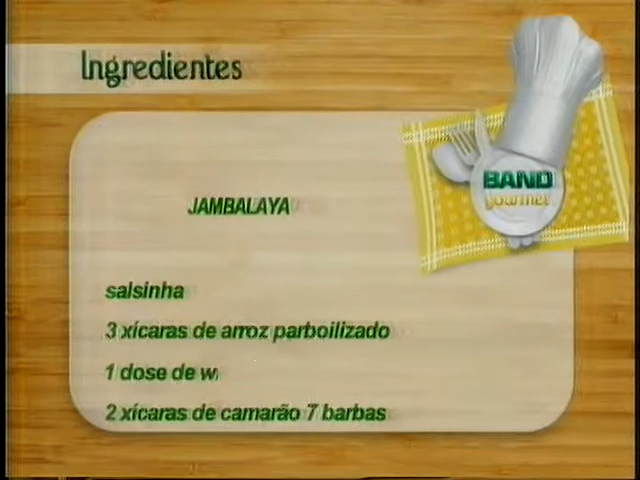 Ingredientes
BAND
gourmet
JAMBALAYA
salsinha
3 xícaras de arroz parboilizado
1 dose de w
2 xícaras de camarão 7 barbas